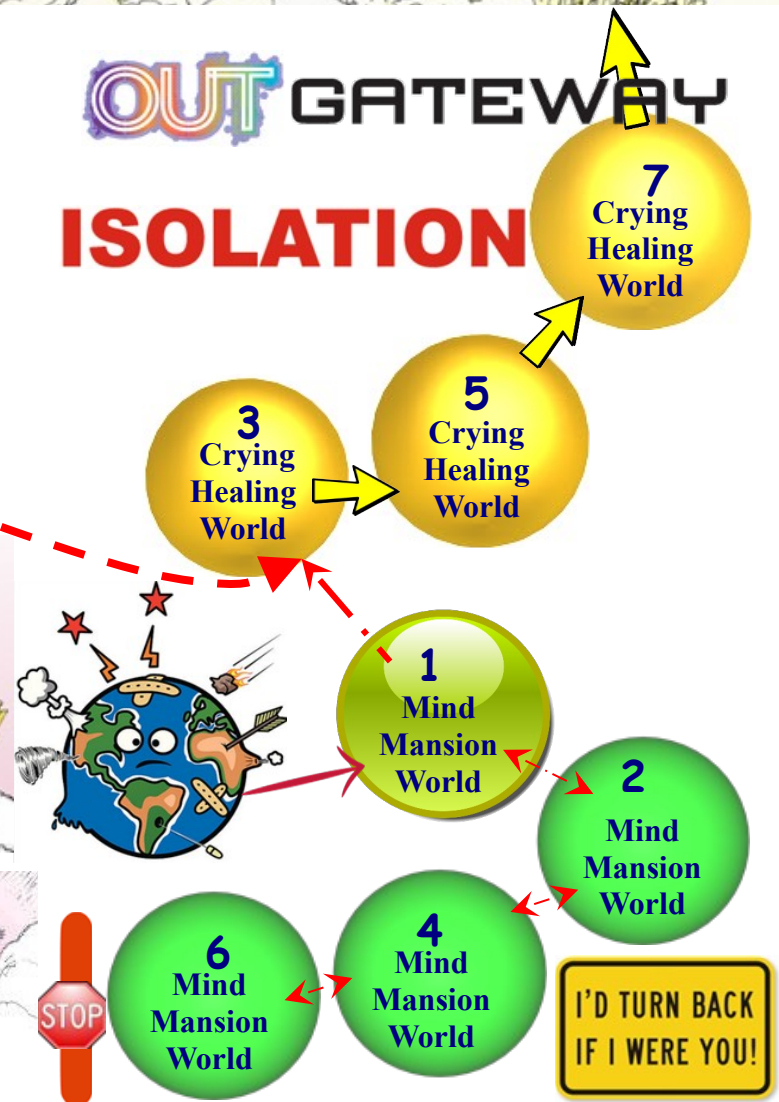 OUT GATEWAY
ISOLATION
7
Crying
Healing
World
5
Crying
Healing
World
3
Crying
Healing
World
1
Mind
Mansion
World
2
Mind
Mansion
World
4
Mind
Mansion
World
6
Mind
Mansion
World
STOP
I'D TURN BACK
IF I WERE YOU!